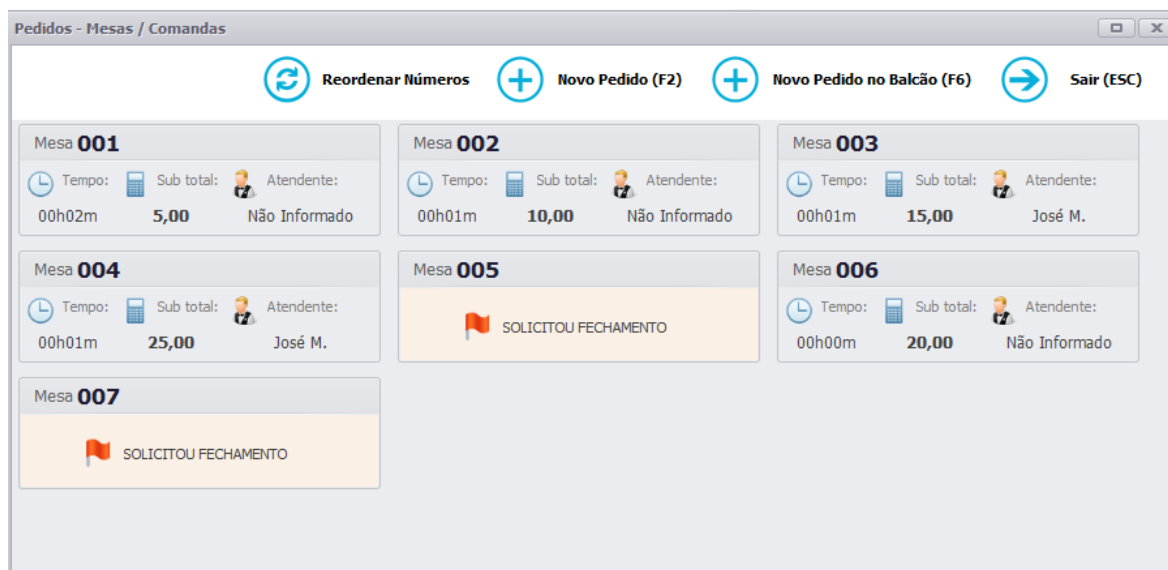 Pedidos - Mesas / Comandas
Reordenar Números Novo Pedido (F2) Novo Pedido no Balcão (F6) Sair (ESC)
Mesa 001
Tempo: Sub total: Atendente:
00h02m 5,00 Não Informado
Mesa 002
Tempo: Sub total: Atendente:
00h01m 10,00 Não Informado
Mesa 003
Tempo: Sub total: Atendente:
00h01m 15,00 José M.
Mesa 004
Tempo: Sub total: Atendente:
00h01m 25,00 José M.
Mesa 005
SOLICITOU FECHAMENTO
Mesa 006
Tempo: Sub total: Atendente:
00h00m 20,00 Não Informado
Mesa 007
SOLICITOU FECHAMENTO